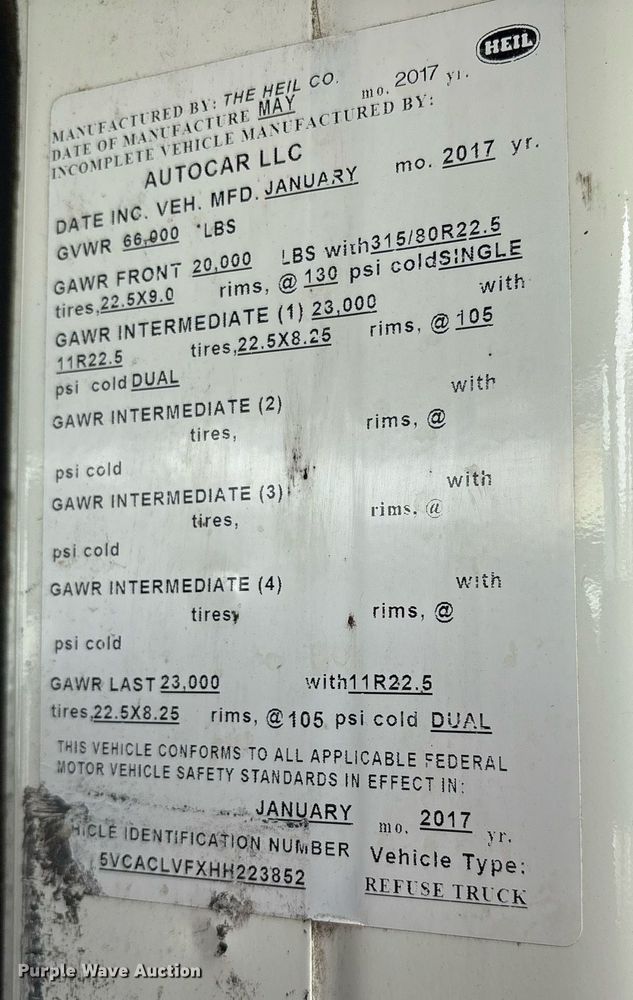 HEIL
MANUFACTURED BY: THE HEIL CO.
DATE OF MANUFACTURE MAY mo. 2017 yr.
INCOMPLETE VEHICLE MANUFACTURED BY:
AUTOCAR LLC
DATE INC. VEH. MFD. JANUARY mo. 2017 yr.
GVWR 66,000 LBS
GAWR FRONT 20,000 LBS with 315/80R22.5
tires, 22.5X9.0 rims, @ 130 psi cold SINGLE
GAWR INTERMEDIATE (1) 23,000 with
11R22.5 tires, 22.5X8.25 rims, @ 105
psi cold DUAL
GAWR INTERMEDIATE (2) with
tires, rims, @
psi cold
GAWR INTERMEDIATE (3) with
tires, rims, @
psi cold
GAWR INTERMEDIATE (4) with
tires, rims, @
psi cold
GAWR LAST 23,000 with 11R22.5
tires, 22.5X8.25 rims, @ 105 psi cold DUAL
THIS VEHICLE CONFORMS TO ALL APPLICABLE FEDERAL
MOTOR VEHICLE SAFETY STANDARDS IN EFFECT IN:
JANUARY mo. 2017 yr.
HICLE IDENTIFICATION NUMBER Vehicle Type:
5VCACLVFXHH223852 REFUSE TRUCK
Purple Wave Auction